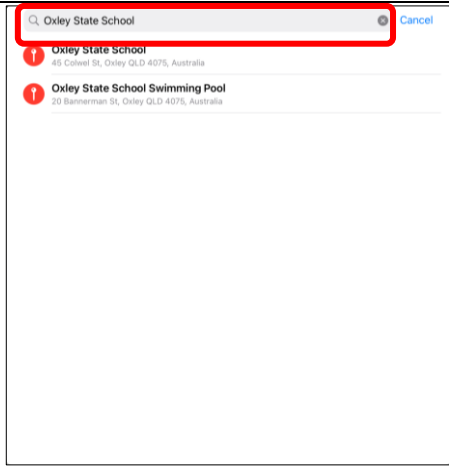 Oxley State School Cancel
Oxley State School
45 Colwel St, Oxley QLD 4075, Australia
Oxley State School Swimming Pool
20 Bannerman St, Oxley QLD 4075, Australia